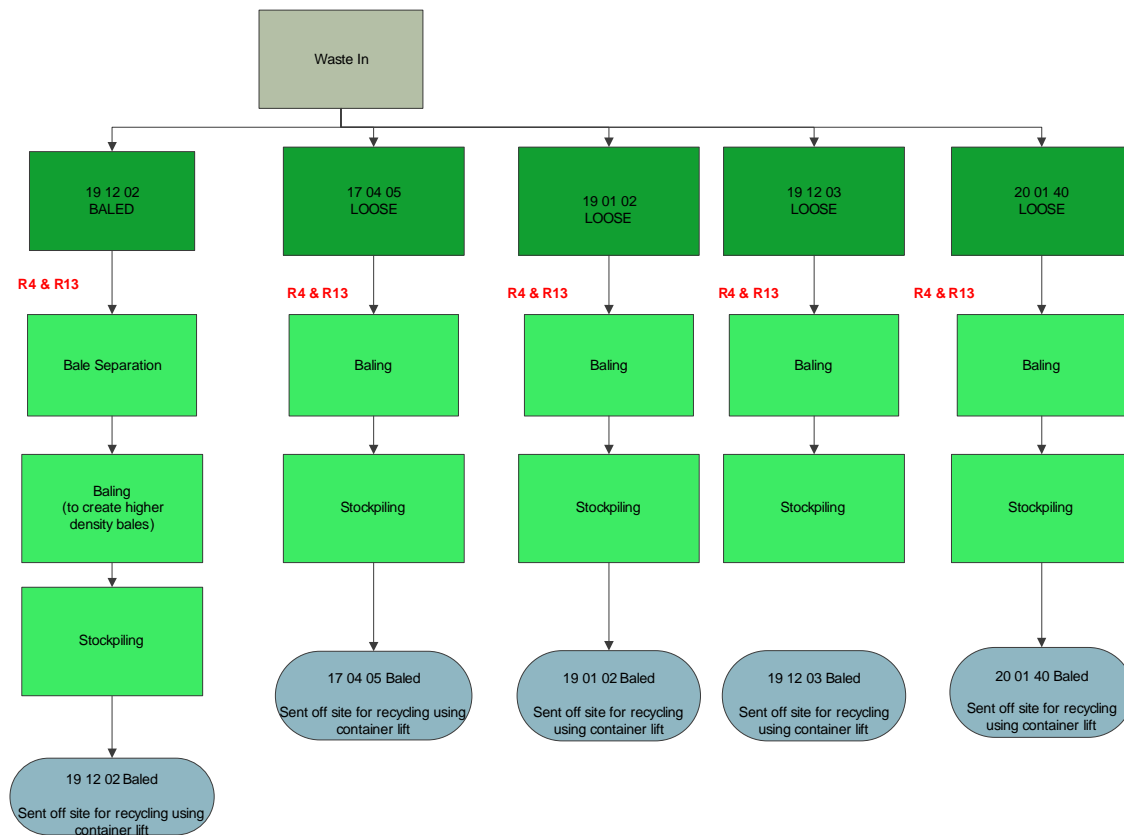 Waste In
19 12 02
BALED
17 04 05
LOOSE
19 01 02
LOOSE
19 12 03
LOOSE
20 01 40
LOOSE
R4 & R13
R4 & R13
R4 & R13
R4 & R13
R4 & R13
Bale Separation
Baling
Baling
Baling
Baling
Baling
(to create higher
density bales)
Stockpiling
Stockpiling
Stockpiling
Stockpiling
Stockpiling
17 04 05 Baled
Sent off site for recycling using
container lift
19 01 02 Baled
Sent off site for recycling
using container lift
19 12 03 Baled
Sent off site for recycling
using container lift
20 01 40 Baled
Sent off site for recycling
using container lift
19 12 02 Baled
Sent off site for recycling using
container lift